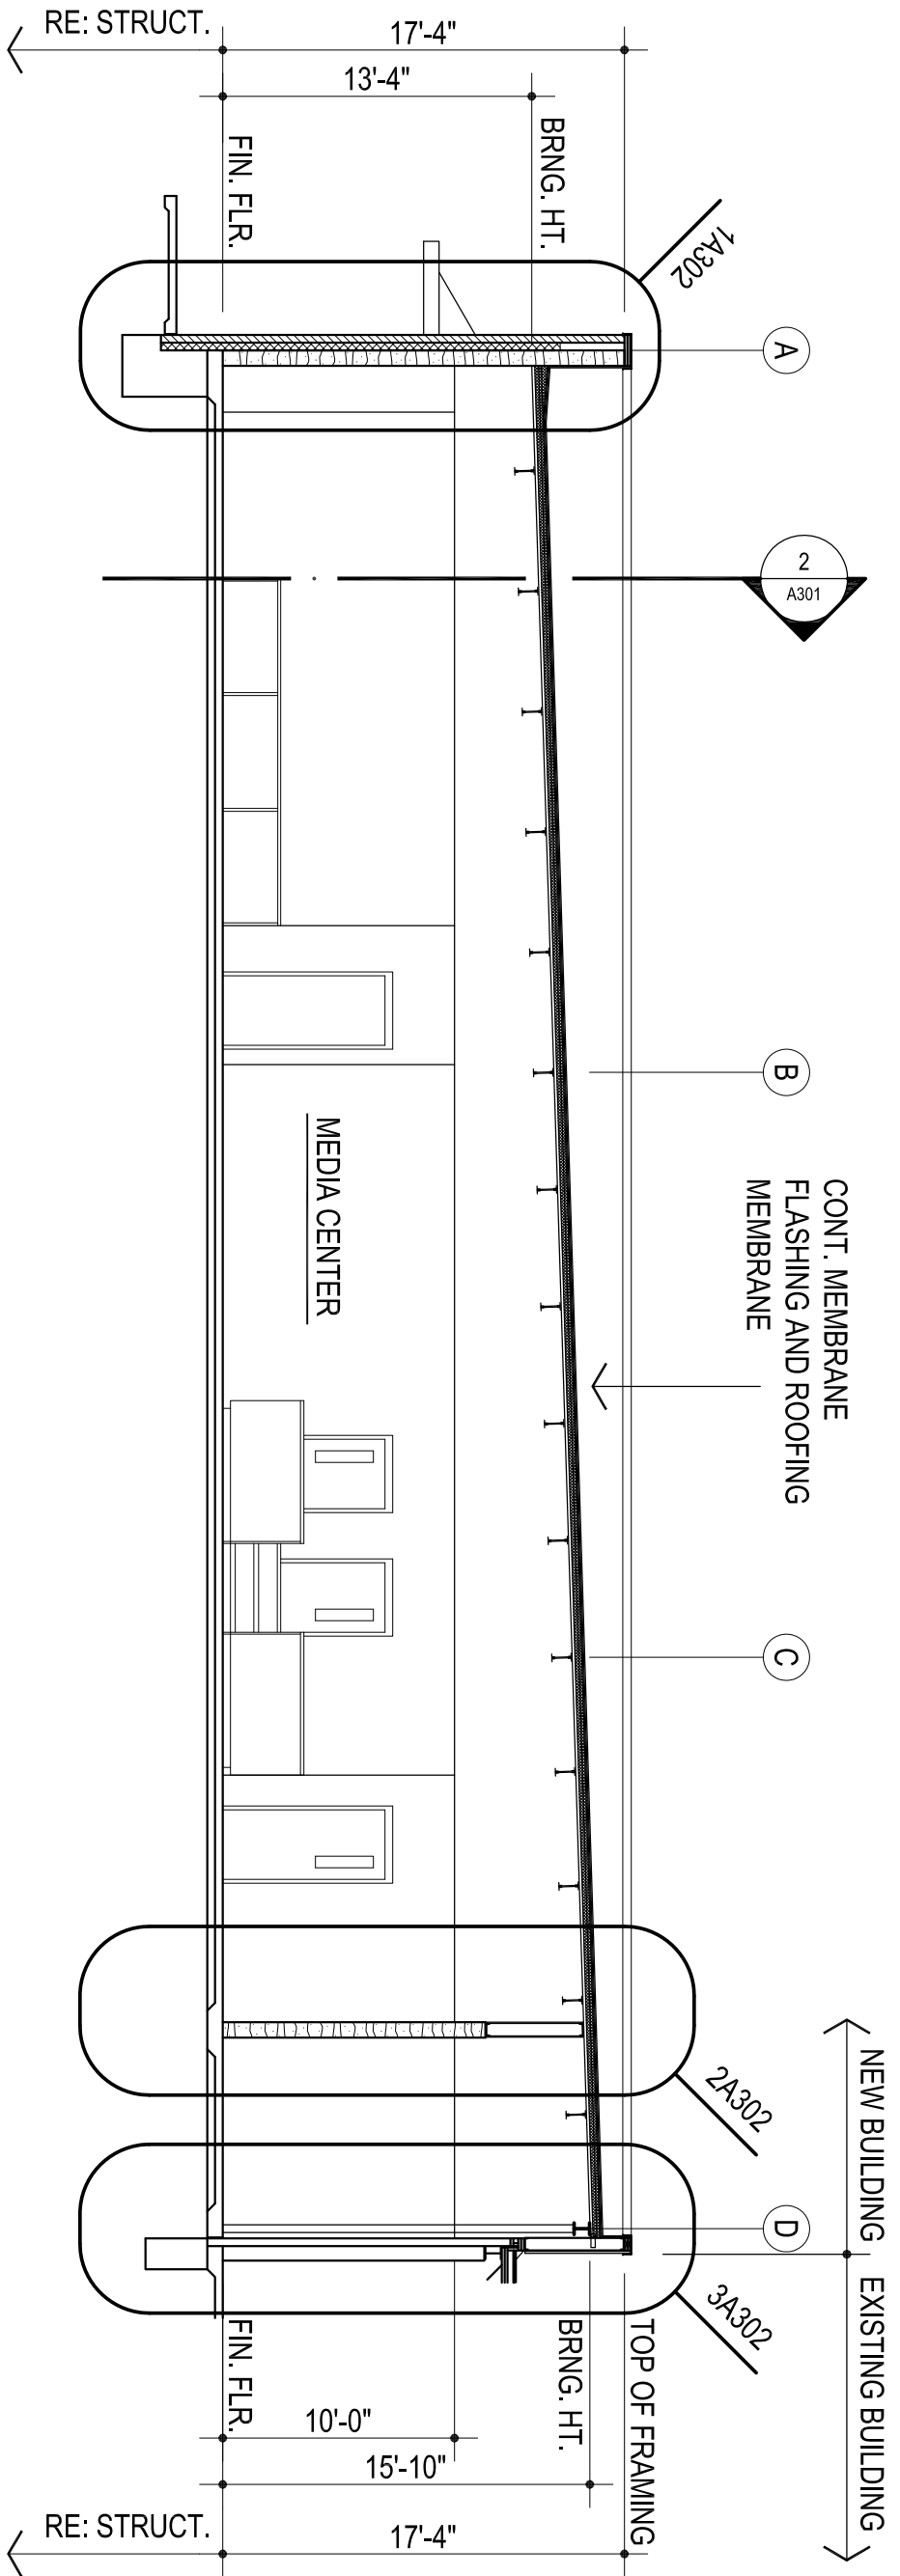 RE: STRUCT.
17'-4"
13'-4"
FIN. FLR.
BRNG. HT.
1A302
A
2
A301
B
CONT. MEMBRANE
FLASHING AND ROOFING
MEMBRANE
MEDIA CENTER
C
2A302
NEW BUILDING
EXISTING BUILDING
D
3A302
FIN. FLR.
BRNG. HT.
TOP OF FRAMING
10'-0"
15'-10"
17'-4"
RE: STRUCT.